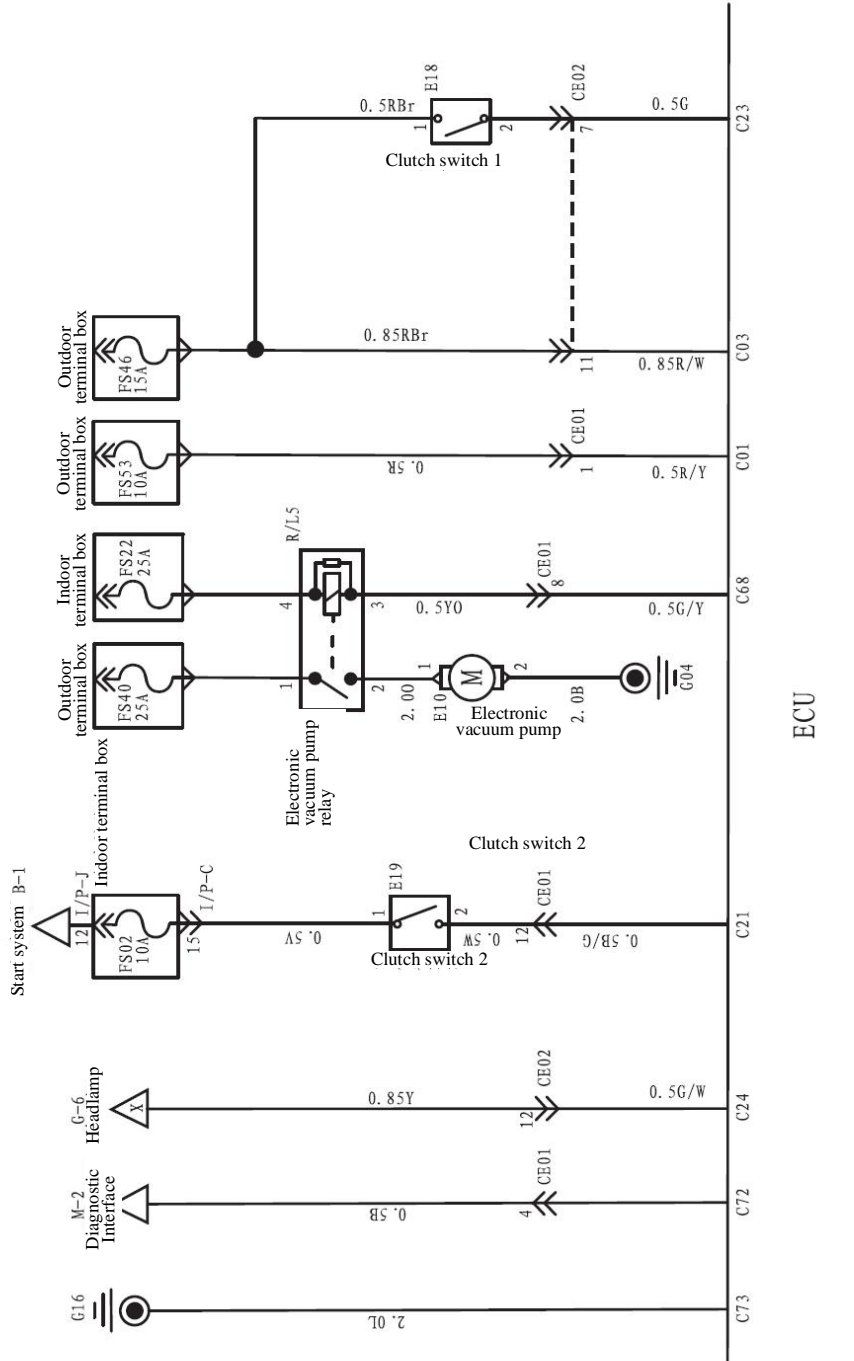 E18
CE02
0.5RBr
1
2
7
0.5G
C23
Clutch switch 1
Outdoor
terminal box
FS46
15A
0.85RBr
11
0.85R/W
C03
Outdoor
terminal box
FS53
10A
0.5R
CE01
1
0.5R/Y
C01
Indoor
terminal box
FS22
25A
R/L5
4
3
0.5YO
CE01
8
0.5G/Y
C68
Outdoor
terminal box
FS40
25A
1
2
2.0O
E10
1
M
2
2.0B
G04
Electronic
vacuum pump
Electronic
vacuum pump
relay
ECU
Clutch switch 2
Start system B-1
12 I/P-J
Indoor terminal box
FS02
10A
15
I/P-C
0.5V
E19
1
2
0.5W
CE01
12
0.5B/G
C21
Clutch switch 2
G-6
Headlamp
X
0.85Y
CE02
12
0.5G/W
C24
M-2
Diagnostic
Interface
0.5B
CE01
4
C72
G16
2.0L
C73